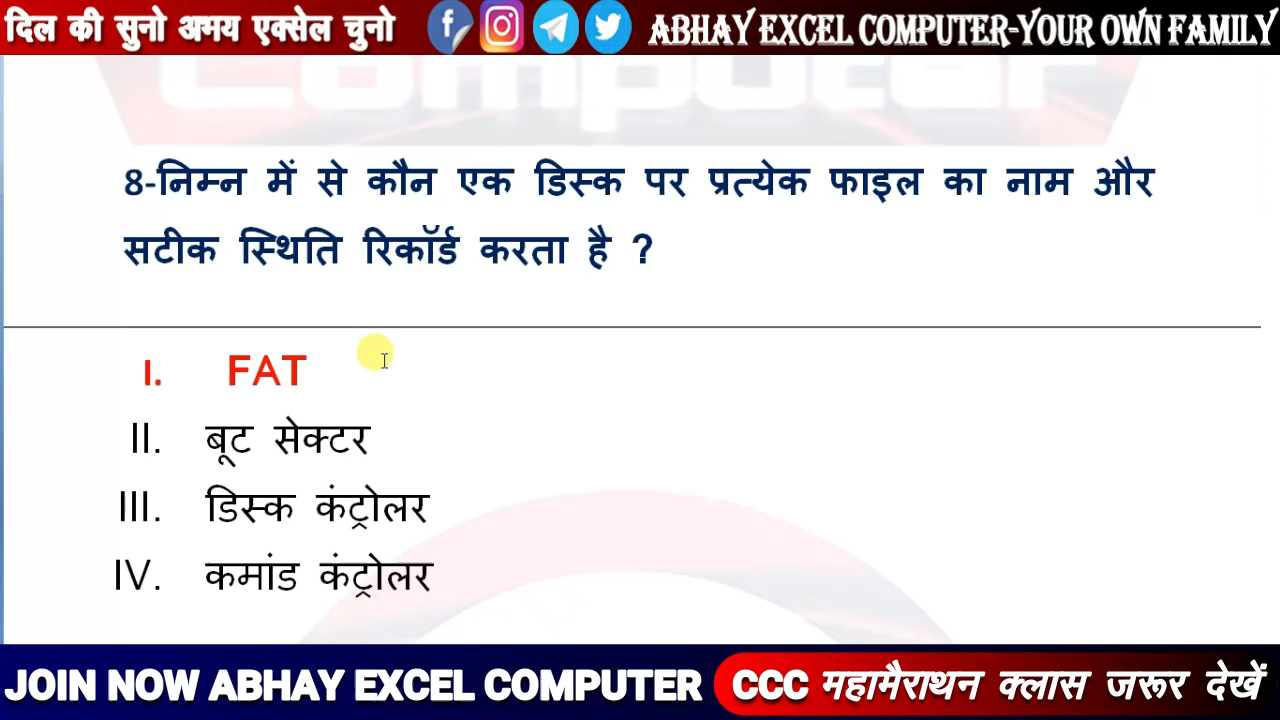 दिल की सुनो अभय एक्सेल चुनो ABHAY EXCEL COMPUTER-YOUR OWN FAMILY
Computer
8-निम्न में से कौन एक डिस्क पर प्रत्येक फाइल का नाम और
सटीक स्थिति रिकॉर्ड करता है ?
I. FAT
II. बूट सेक्टर
III. डिस्क कंट्रोलर
IV. कमांड कंट्रोलर
JOIN NOW ABHAY EXCEL COMPUTER CCC महामैराथन क्लास जरूर देखें